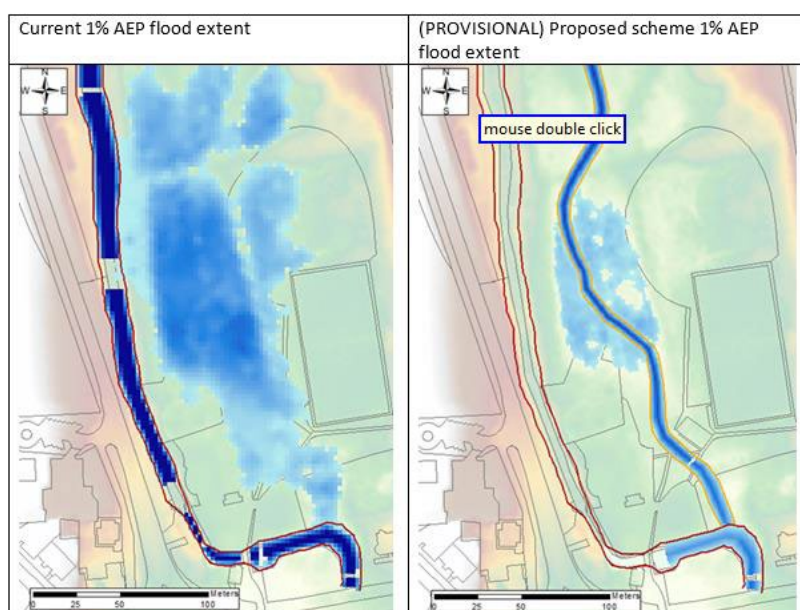 Current 1% AEP flood extent
(PROVISIONAL) Proposed scheme 1% AEP
flood extent
N
W E
S
N
W E
S
mouse double click
Meters
0 25 50 100
Meters
0 25 50 100